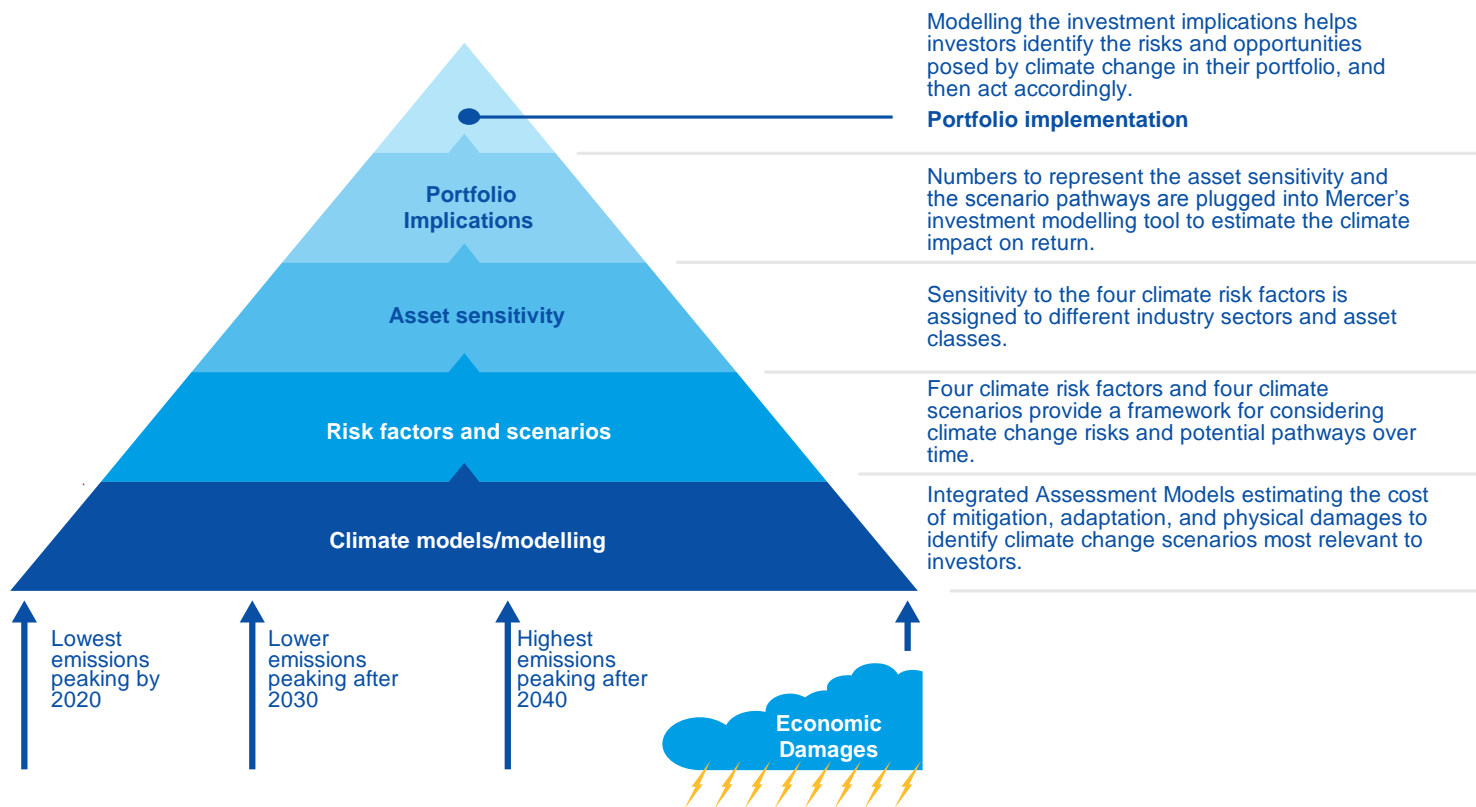 Modelling the investment implications helps
investors identify the risks and opportunities
posed by climate change in their portfolio, and
then act accordingly.
Portfolio implementation
Portfolio
Implications
Numbers to represent the asset sensitivity and
the scenario pathways are plugged into Mercer's
investment modelling tool to estimate the climate
impact on return.
Asset sensitivity
Sensitivity to the four climate risk factors is
assigned to different industry sectors and asset
classes.
Risk factors and scenarios
Four climate risk factors and four climate
scenarios provide a framework for considering
climate change risks and potential pathways over
time.
Climate models/modelling
Integrated Assessment Models estimating the cost
of mitigation, adaptation, and physical damages to
identify climate change scenarios most relevant to
investors.
Lowest
emissions
peaking by
2020
Lower
emissions
peaking after
2030
Highest
emissions
peaking after
2040
Economic
Damages